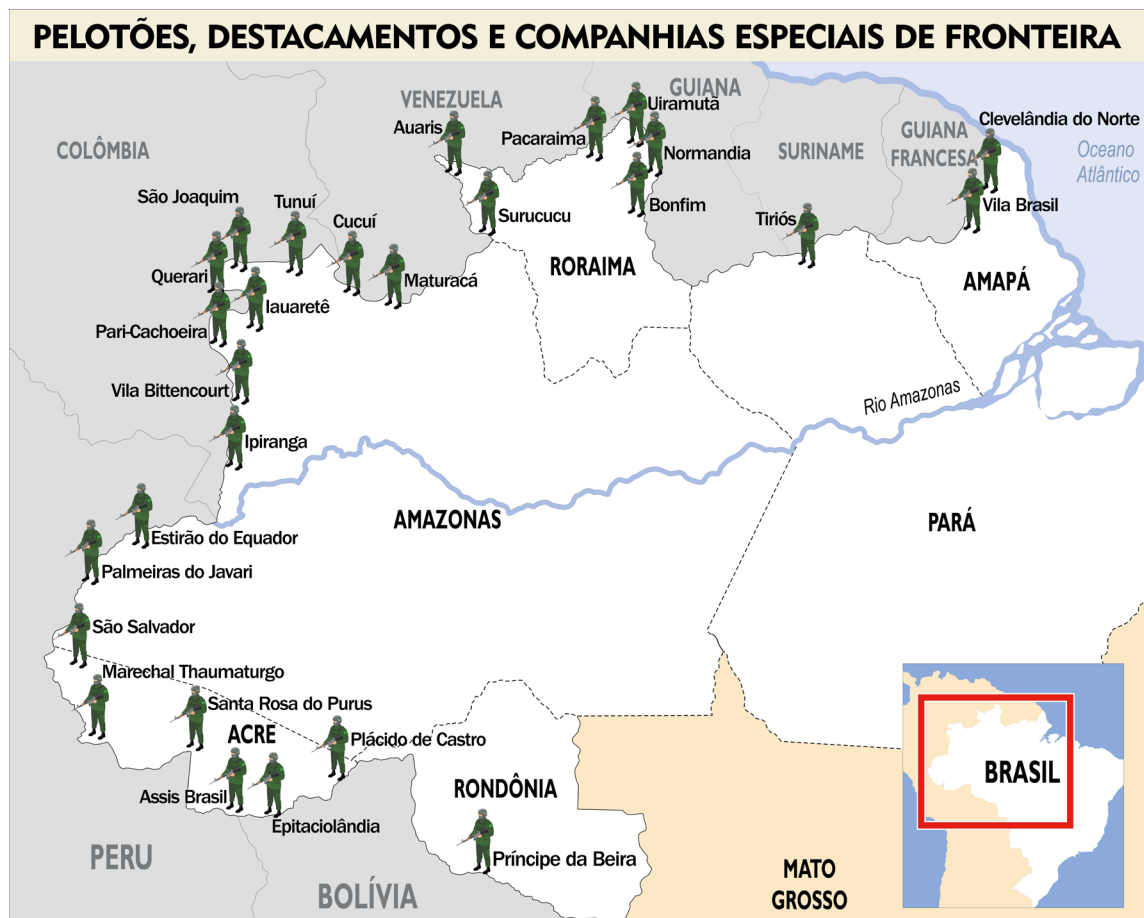 PELOTÕES, DESTACAMENTOS E COMPANHIAS ESPECIAIS DE FRONTEIRA
COLÔMBIA
VENEZUELA
GUIANA
SURINAME
GUIANA
FRANCESA
Oceano
Atlântico
Auaris
Pacaraima
Uiramutã
Normandia
Bonfim
Surucucu
Tiriós
Clevelândia do Norte
Vila Brasil
São Joaquim
Tunuí
Cucuí
Maturacá
Querari
Iauaretê
Pari-Cachoeira
Vila Bittencourt
Ipiranga
RORAIMA
AMAPÁ
Rio Amazonas
AMAZONAS
PARÁ
Estirão do Equador
Palmeiras do Javari
São Salvador
Marechal Thaumaturgo
Santa Rosa do Purus
ACRE
Plácido de Castro
Assis Brasil
Epitaciolândia
RONDÔNIA
Príncipe da Beira
PERU
BOLÍVIA
MATO
GROSSO
BRASIL